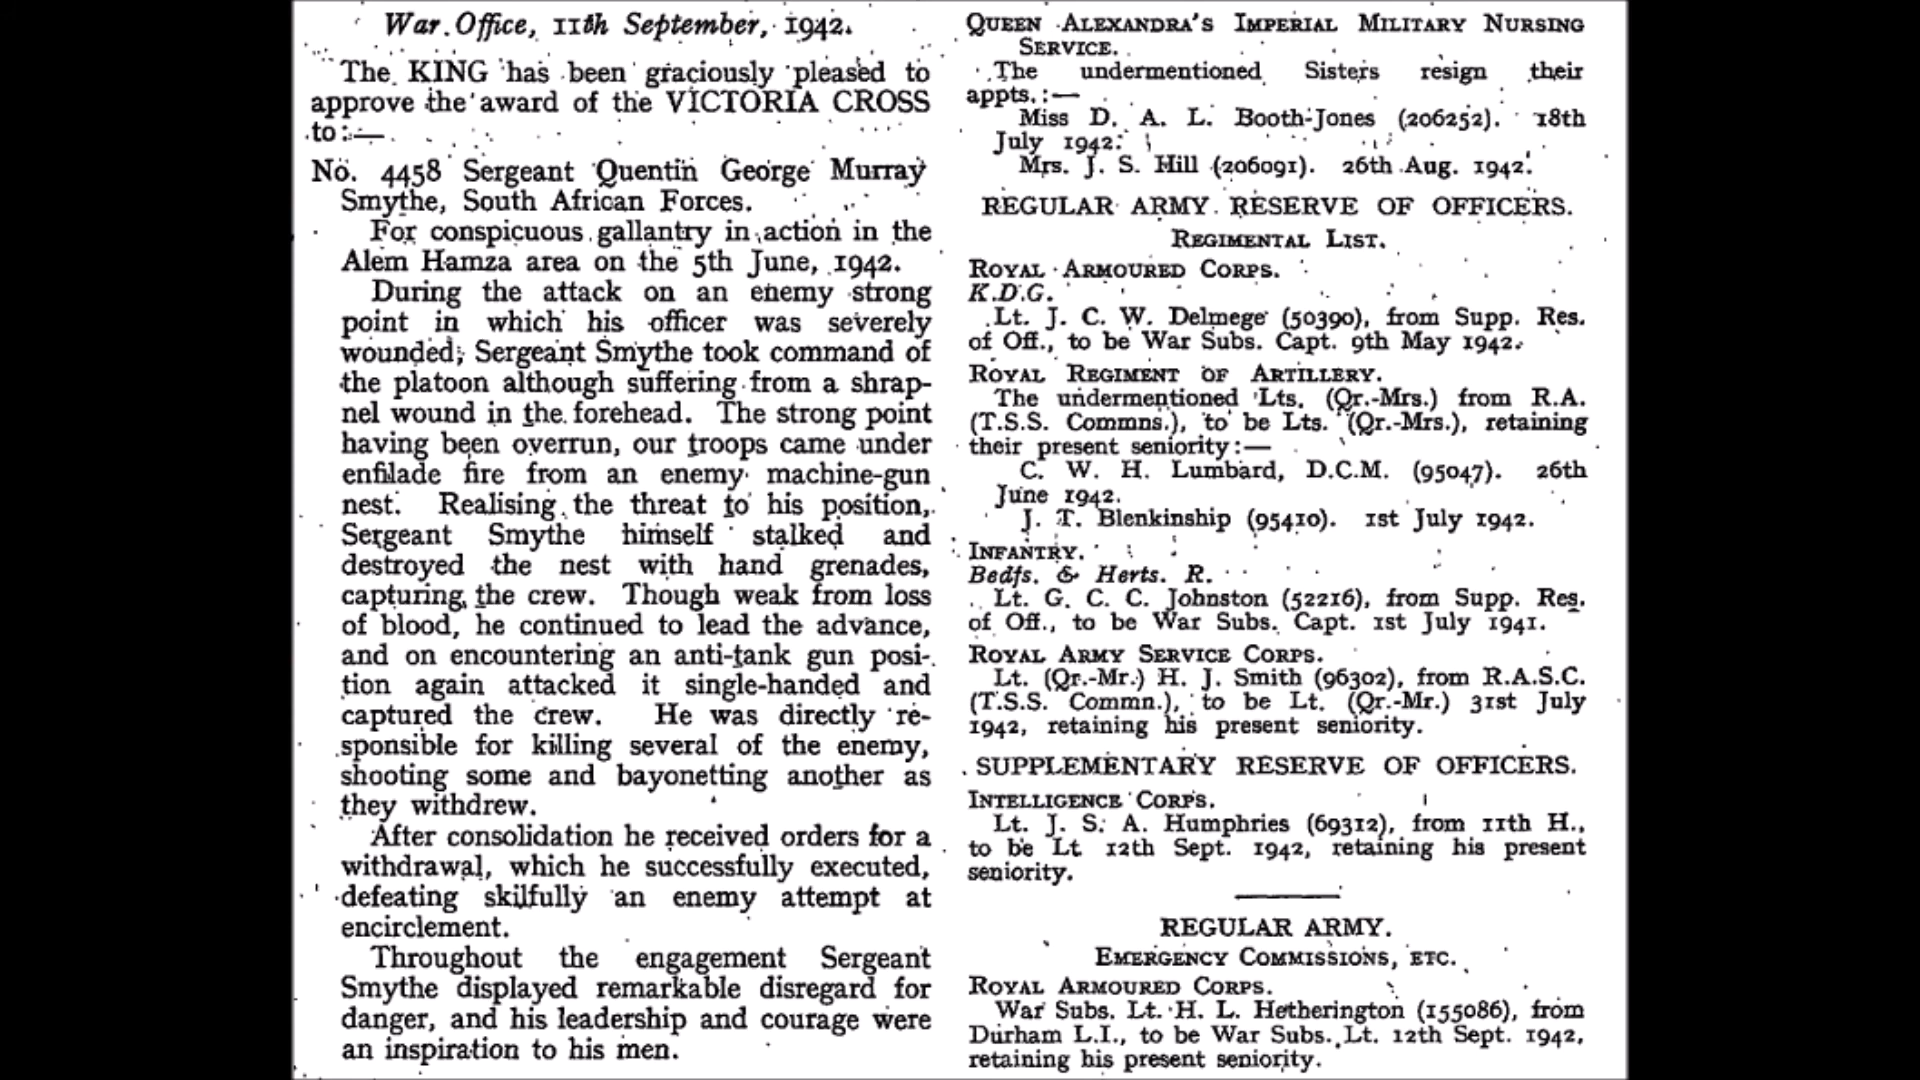 War Office, 11th September, 1942.
The KING has been graciously pleased to
approve the award of the VICTORIA CROSS
to:—
No. 4458 Sergeant Quentin George Murray
Smythe, South African Forces.
For conspicuous gallantry in action in the
Alem Hamza area on the 5th June, 1942.
During the attack on an enemy strong
point in which his officer was severely
wounded, Sergeant Smythe took command of
the platoon although suffering from a shrap-
nel wound in the forehead. The strong point
having been overrun, our troops came under
enfilade fire from an enemy machine-gun
nest. Realising the threat to his position,
Sergeant Smythe himself stalked and
destroyed the nest with hand grenades,
capturing the crew. Though weak from loss
of blood, he continued to lead the advance,
and on encountering an anti-tank gun posi-
tion again attacked it single-handed and
captured the crew. He was directly re-
sponsible for killing several of the enemy,
shooting some and bayonetting another as
they withdrew.
After consolidation he received orders for a
withdrawal, which he successfully executed,
defeating skilfully an enemy attempt at
encirclement.
Throughout the engagement Sergeant
Smythe displayed remarkable disregard for
danger, and his leadership and courage were
an inspiration to his men.
QUEEN ALEXANDRA'S IMPERIAL MILITARY NURSING
SERVICE.
The undermentioned Sisters resign their
appts.:—
Miss D. A. L. Booth-Jones (206252). 18th
July 1942.
Mrs. J. S. Hill (206091). 26th Aug. 1942.
REGULAR ARMY RESERVE OF OFFICERS.
REGIMENTAL LIST.
ROYAL ARMOURED CORPS.
K.D.G.
Lt. J. C. W. Delmege (50390), from Supp. Res.
of Off., to be War Subs. Capt. 9th May 1942.
ROYAL REGIMENT OF ARTILLERY.
The undermentioned Lts. (Qr.-Mrs.) from R.A.
(T.S.S. Commns.), to be Lts. (Qr.-Mrs.), retaining
their present seniority:—
C. W. H. Lumbard, D.C.M. (95047). 26th
June 1942.
J. T. Blenkinship (95410). 1st July 1942.
INFANTRY.
Bedfs. & Herts. R.
Lt. G. C. C. Johnston (52216), from Supp. Res.
of Off., to be War Subs. Capt. 1st July 1941.
ROYAL ARMY SERVICE CORPS.
Lt. (Qr.-Mr.) H. J. Smith (96302), from R.A.S.C.
(T.S.S. Commn.), to be Lt. (Qr.-Mr.) 31st July
1942, retaining his present seniority.
SUPPLEMENTARY RESERVE OF OFFICERS.
INTELLIGENCE CORPS.
Lt. J. S. A. Humphries (69312), from 11th H.,
to be Lt 12th Sept. 1942, retaining his present
seniority.
REGULAR ARMY.
EMERGENCY COMMISSIONS, ETC.
ROYAL ARMOURED CORPS.
War Subs. Lt. H. L. Hetherington (155086), from
Durham L.I., to be War Subs. Lt. 12th Sept. 1942,
retaining his present seniority.